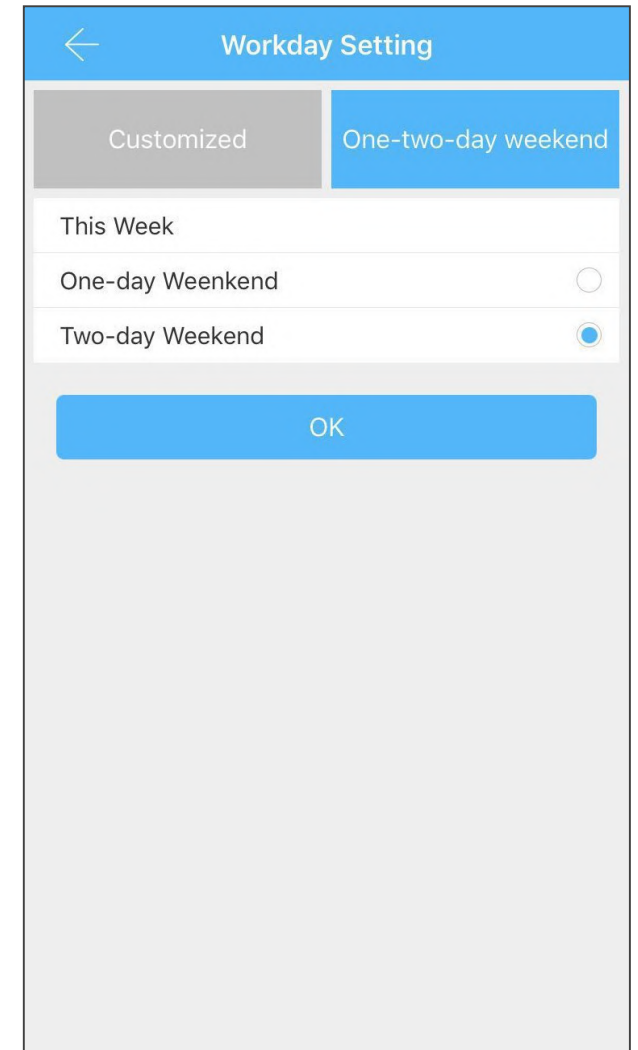 Workday Setting
Customized
One-two-day weekend
This Week
One-day Weenkend
Two-day Weekend
OK